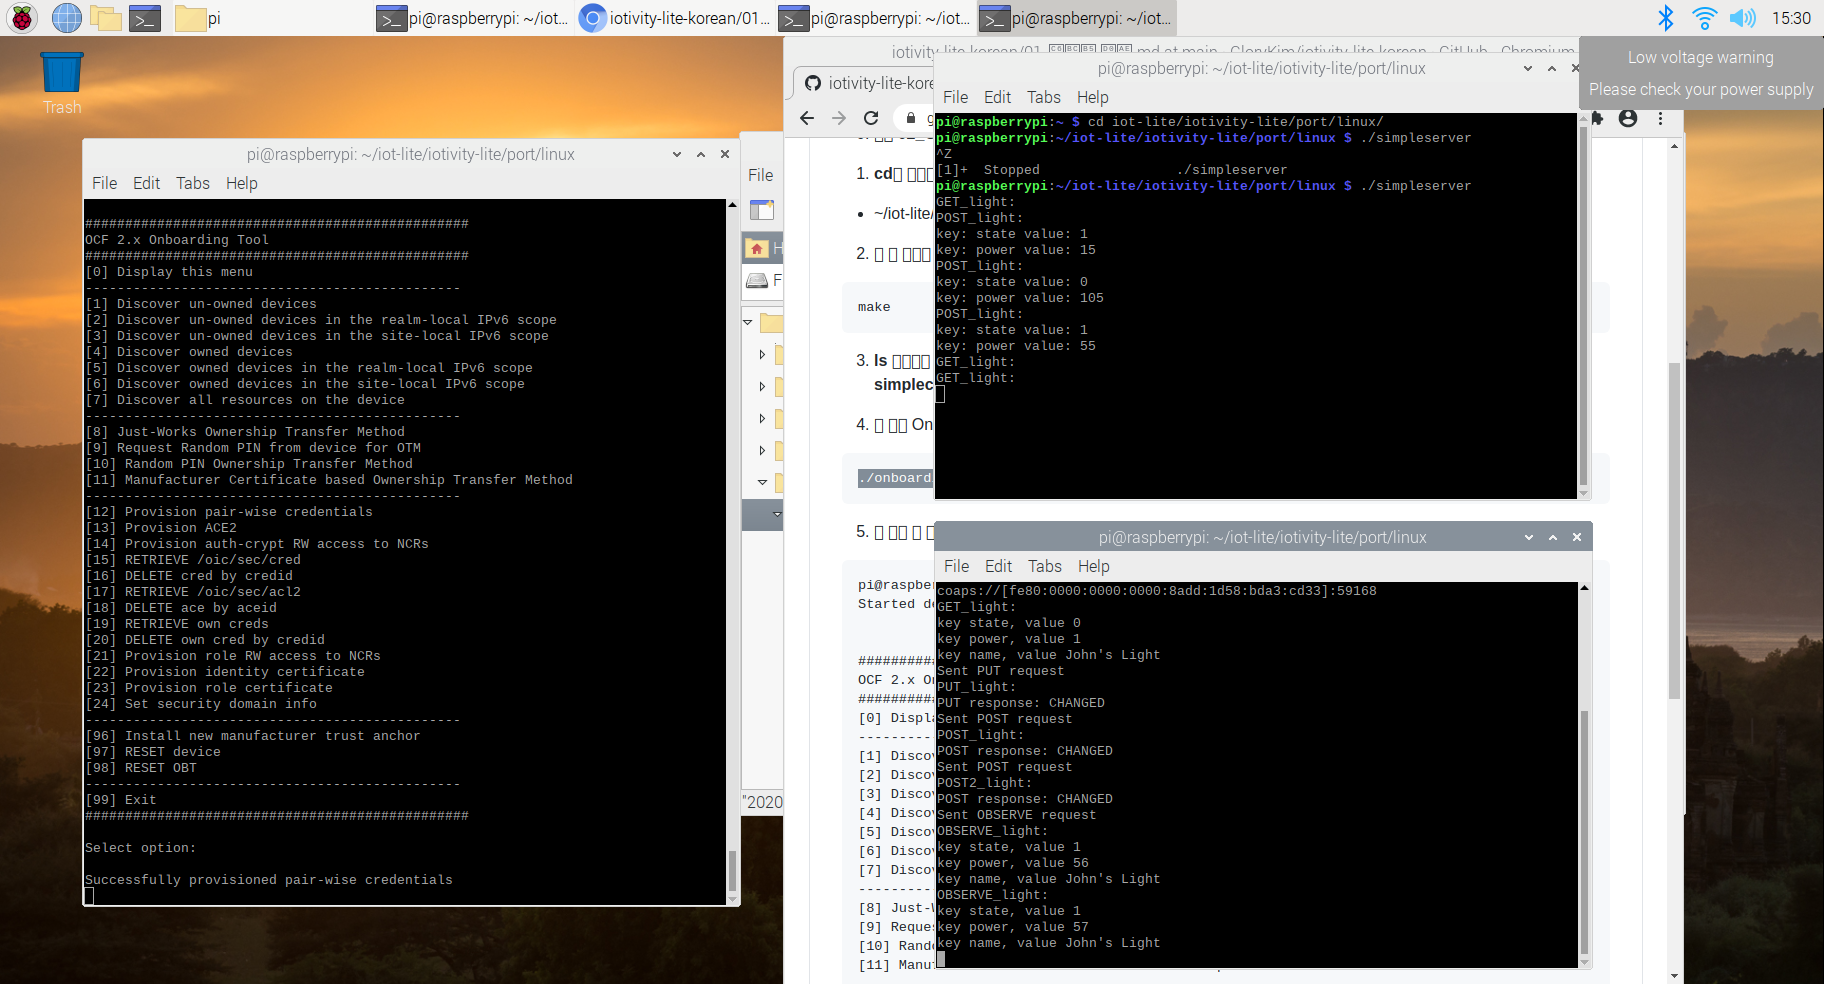 pi
pi@raspberrypi: ~/iot...
iotivity-lite-korean/01...
pi@raspberrypi: ~/iot...
pi@raspberrypi: ~/iot...
15:30
Low voltage warning
Please check your power supply
Trash
pi@raspberrypi: ~/iot-lite/iotivity-lite/port/linux
File Edit Tabs Help
################################################
OCF 2.x Onboarding Tool
################################################
[0] Display this menu
-----------------------------------------------
[1] Discover un-owned devices
[2] Discover un-owned devices in the realm-local IPv6 scope
[3] Discover un-owned devices in the site-local IPv6 scope
[4] Discover owned devices
[5] Discover owned devices in the realm-local IPv6 scope
[6] Discover owned devices in the site-local IPv6 scope
[7] Discover all resources on the device
-----------------------------------------------
[8] Just-Works Ownership Transfer Method
[9] Request Random PIN from device for OTM
[10] Random PIN Ownership Transfer Method
[11] Manufacturer Certificate based Ownership Transfer Method
-----------------------------------------------
[12] Provision pair-wise credentials
[13] Provision ACE2
[14] Provision auth-crypt RW access to NCRs
[15] RETRIEVE /oic/sec/cred
[16] DELETE cred by credid
[17] RETRIEVE /oic/sec/acl2
[18] DELETE ace by aceid
[19] RETRIEVE own creds
[20] DELETE own cred by credid
[21] Provision role RW access to NCRs
[22] Provision identity certificate
[23] Provision role certificate
[24] Set security domain info
-----------------------------------------------
[96] Install new manufacturer trust anchor
[97] RESET device
[98] RESET OBT
-----------------------------------------------
[99] Exit
################################################
Select option:
Successfully provisioned pair-wise credentials
File
H
F
"2020
iotivity-lite-kore
1. cd
• ~/iot-lite/
2.
make
3. ls
simplec
4. On
./onboard
5.
pi@raspbe
Started de
##########
OCF 2.x On
##########
[0] Displ
---------
[1] Disco
[2] Disco
[3] Disco
[4] Disco
[5] Disco
[6] Disco
[7] Disco
---------
[8] Just-
[9] Reque
[10] Rand
[11] Manu
pi@raspberrypi: ~/iot-lite/iotivity-lite/port/linux
File Edit Tabs Help
pi@raspberrypi:~ $ cd iot-lite/iotivity-lite/port/linux/
pi@raspberrypi:~/iot-lite/iotivity-lite/port/linux $ ./simpleserver
^Z
[1]+  Stopped                 ./simpleserver
pi@raspberrypi:~/iot-lite/iotivity-lite/port/linux $ ./simpleserver
GET_light:
POST_light:
key: state value: 1
key: power value: 15
POST_light:
key: state value: 0
key: power value: 105
POST_light:
key: state value: 1
key: power value: 55
GET_light:
GET_light:
pi@raspberrypi: ~/iot-lite/iotivity-lite/port/linux
File Edit Tabs Help
coaps://[fe80:0000:0000:0000:8add:1d58:bda3:cd33]:59168
GET_light:
key state, value 0
key power, value 1
key name, value John's Light
Sent PUT request
PUT_light:
PUT response: CHANGED
Sent POST request
POST_light:
POST response: CHANGED
Sent POST request
POST2_light:
POST response: CHANGED
Sent OBSERVE request
OBSERVE_light:
key state, value 1
key power, value 56
key name, value John's Light
OBSERVE_light:
key state, value 1
key power, value 57
key name, value John's Light